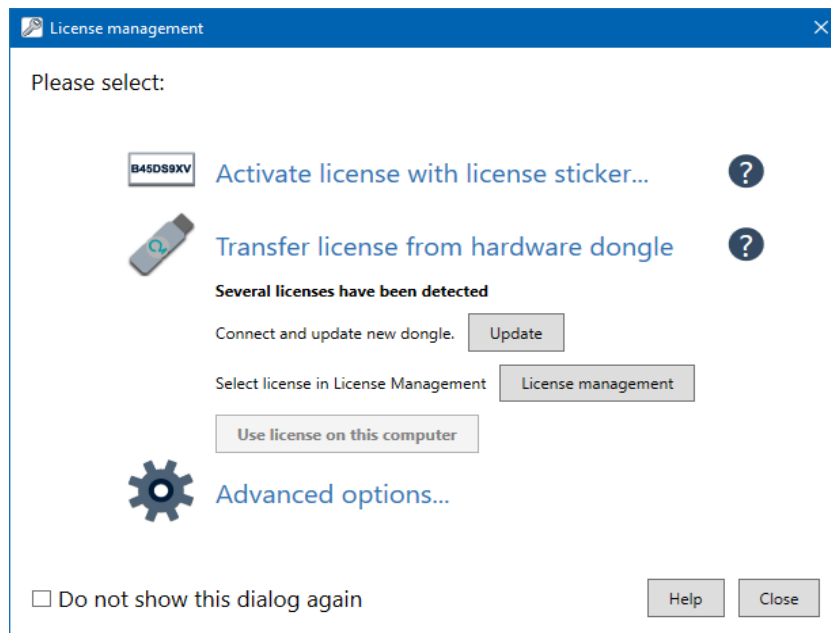 License management
Please select:
B45DS9XV
Activate license with license sticker...
?
Transfer license from hardware dongle
?
Several licenses have been detected
Connect and update new dongle. Update
Select license in License Management License management
Use license on this computer
Advanced options...
Do not show this dialog again
Help Close